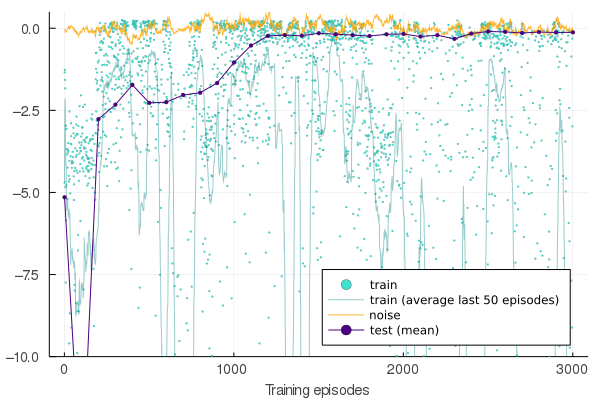 0.0
−2.5
−5.0
−7.5
−10.0
train
train (average last 50 episodes)
noise
test (mean)
0 1000 2000 3000
Training episodes